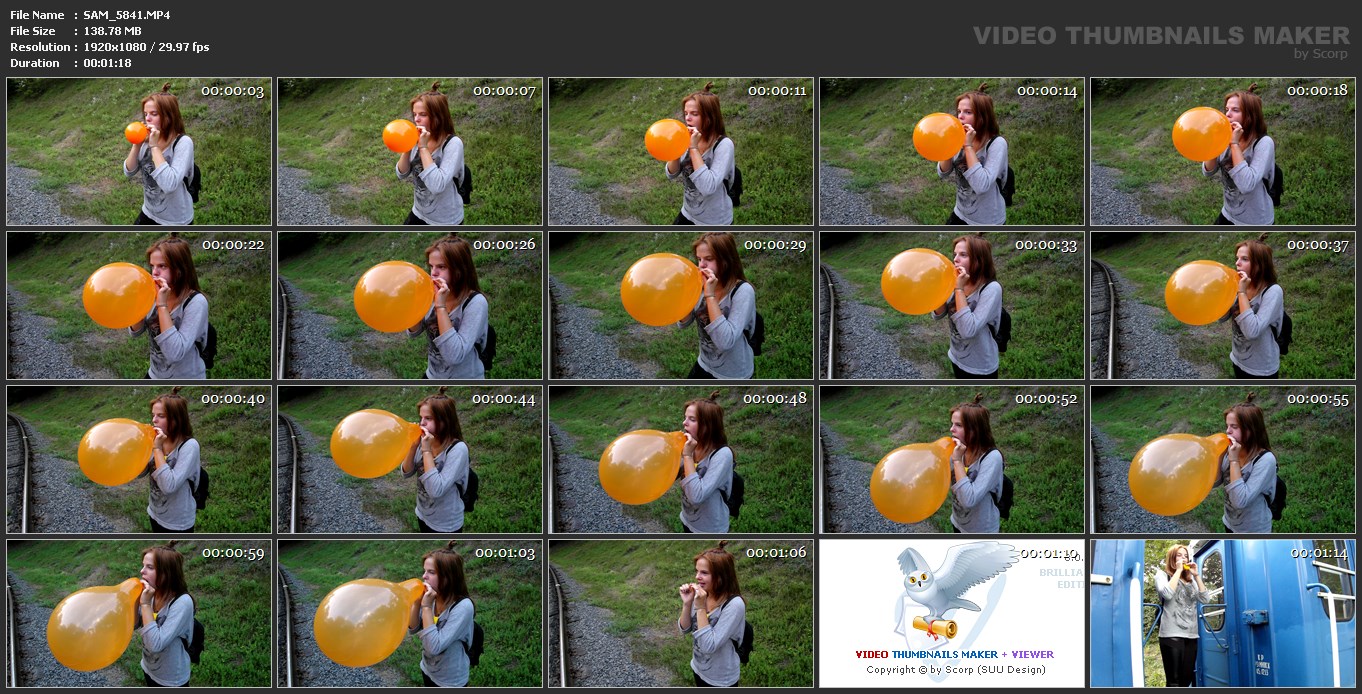 File Name : SAM_5841.MP4
File Size : 138.78 MB
Resolution : 1920x1080 / 29.97 fps
Duration : 00:01:18
VIDEO THUMBNAILS MAKER
by Scorp
00:00:03
00:00:07
00:00:11
00:00:14
00:00:18
00:00:22
00:00:26
00:00:29
00:00:33
00:00:37
00:00:40
00:00:44
00:00:48
00:00:52
00:00:55
00:00:59
00:01:03
00:01:06
00:01:10
BRILLIA
EDIT
VIDEO THUMBNAILS MAKER + VIEWER
Copyright © by Scorp (SUU Design)
00:01:14